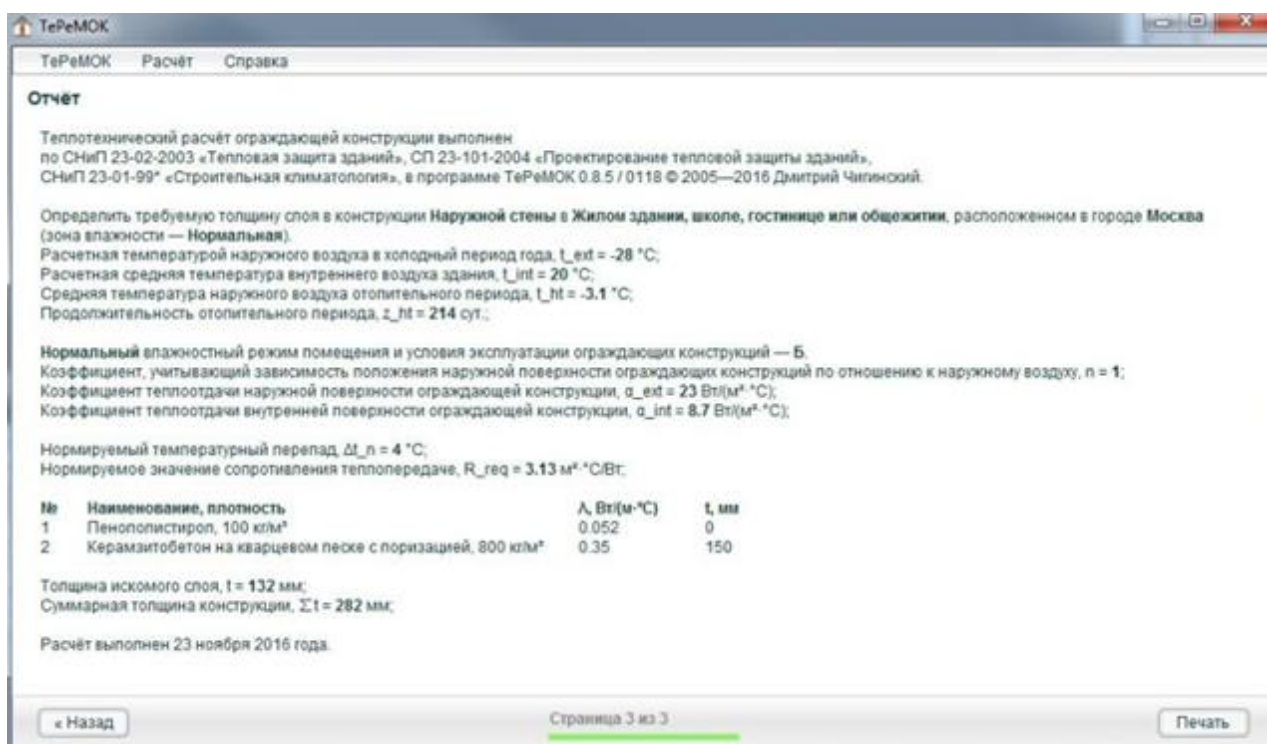 ТеРеМОК
ТеРеМОК Расчёт Справка
Отчёт
Теплотехнический расчёт ограждающей конструкции выполнен
по СНиП 23-02-2003 «Тепловая защита зданий», СП 23-101-2004 «Проектирование тепловой защиты зданий»,
СНиП 23-01-99* «Строительная климатология», в программе ТеРеМОК 0.8.5 / 0118 © 2005—2016 Дмитрий Чигинский.
Определить требуемую толщину слоя в конструкции Наружной стены в Жилом здании, школе, гостинице или общежитии, расположенном в городе Москва
(зона влажности — Нормальная).
Расчетная температурой наружного воздуха в холодный период года, t_ext = -28 °C;
Расчетная средняя температура внутреннего воздуха здания, t_int = 20 °C;
Средняя температура наружного воздуха отопительного периода, t_ht = -3.1 °C;
Продолжительность отопительного периода, z_ht = 214 сут.;
Нормальный влажностный режим помещения и условия эксплуатации ограждающих конструкций — Б.
Коэффициент, учитывающий зависимость положения наружной поверхности ограждающих конструкций по отношению к наружному воздуху, n = 1;
Коэффициент теплоотдачи наружной поверхности ограждающей конструкции, α_ext = 23 Вт/(м²·°C);
Коэффициент теплоотдачи внутренней поверхности ограждающей конструкции, α_int = 8.7 Вт/(м²·°C);
Нормируемый температурный перепад, Δt_n = 4 °C;
Нормируемое значение сопротивления теплопередаче, R_req = 3.13 м²·°C/Вт;
№ Наименование, плотность λ, Вт/(м·°C) t, мм
1 Пенополистирол, 100 кг/м³ 0.052 0
2 Керамзитобетон на кварцевом песке с поризацией, 800 кг/м³ 0.35 150
Толщина искомого слоя, t = 132 мм;
Суммарная толщина конструкции, ∑t = 282 мм;
Расчёт выполнен 23 ноября 2016 года.
« Назад Страница 3 из 3 Печать